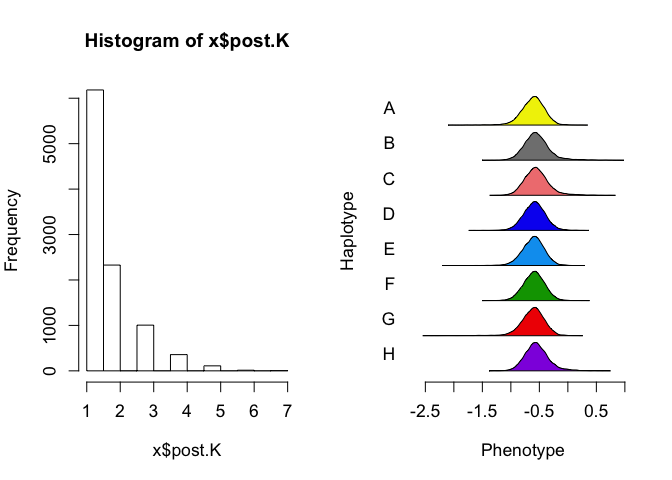 Histogram of x$post.K
Frequency
0
1000
3000
5000
1 2 3 4 5 6 7
x$post.K
Haplotype
A
B
C
D
E
F
G
H
-2.5 -1.5 -0.5 0.5
Phenotype